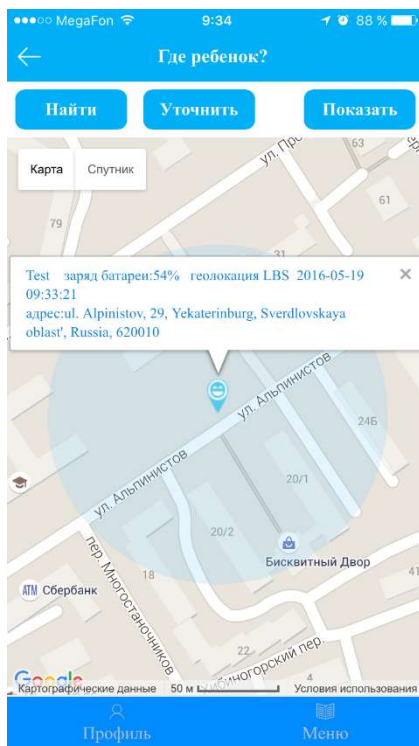 MegaFon 9:34 88 %
Где ребенок?
Найти Уточнить Показать
Карта Спутник
63
61
79
31
Test заряд батареи:54% геолокация LBS 2016-05-19
09:33:21
адрес:ul. Alpinistov, 29, Yekaterinburg, Sverdlovskaya
oblast', Russia, 620010
ул. Альпинистов
24Б
20/1
ул. Альпинистов
20/2
Бисквитный Двор
пер. Многостаночников
18
41
ATM Сбербанк
22
4
Google
Картографические данные 50 м Условия использования
Профиль Меню